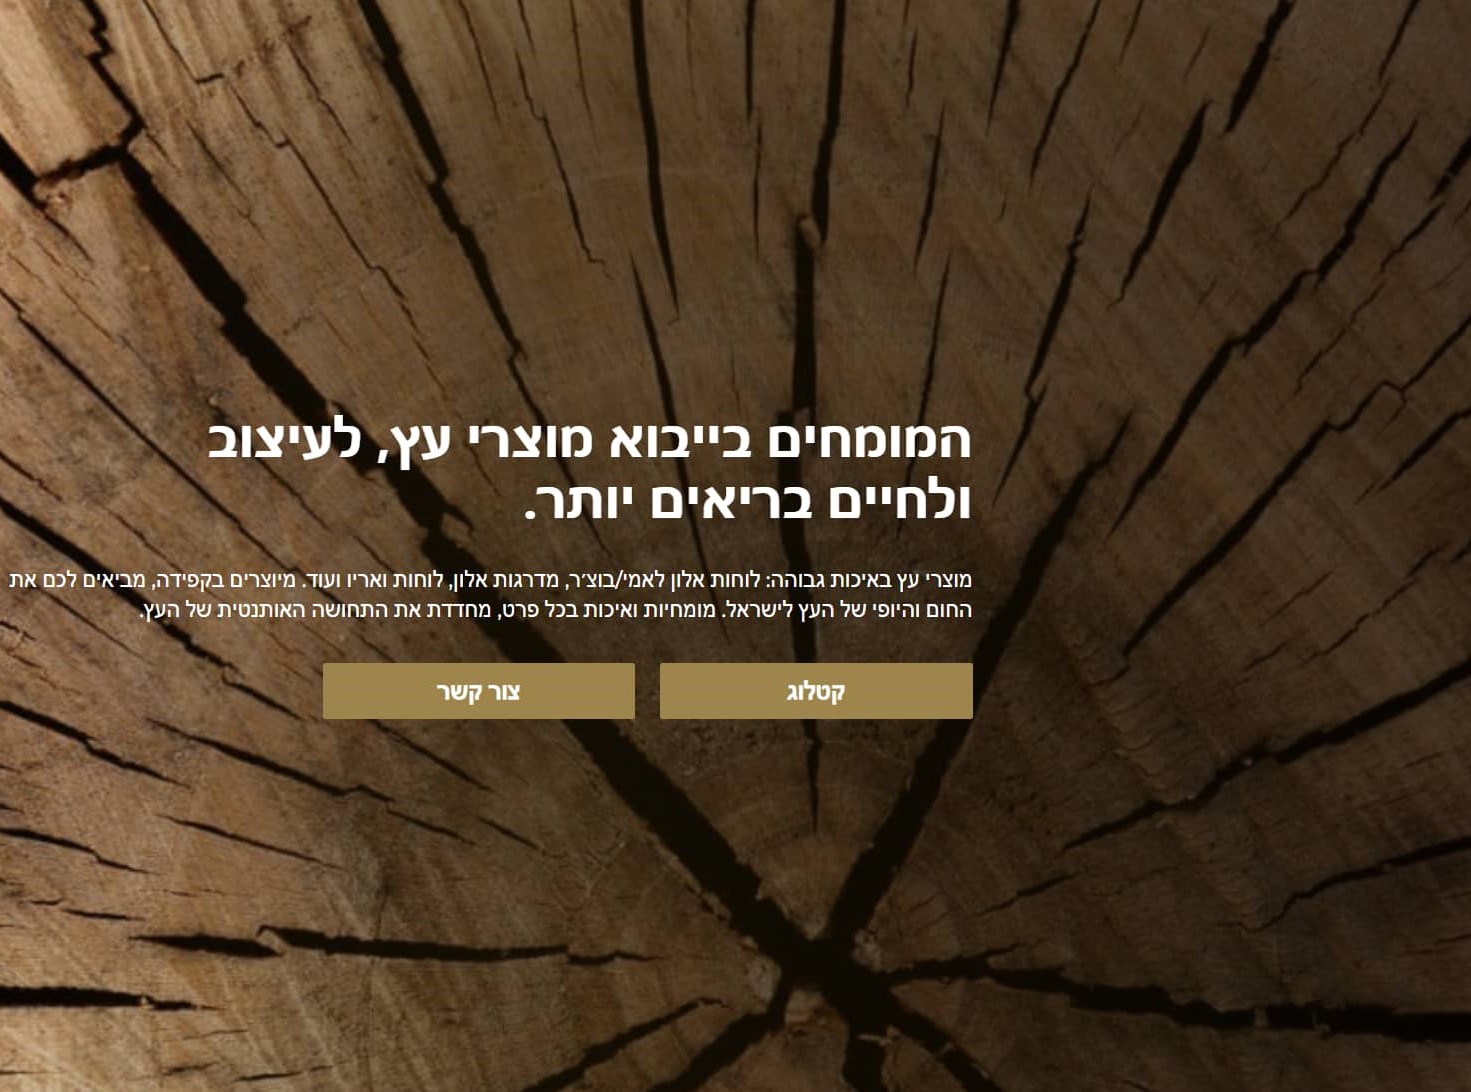 המומחים בייבוא מוצרי עץ, לעיצוב
ולחיים בריאים יותר.
מוצרי עץ באיכות גבוהה: לוחות אלון לאמי/בוצ׳ר, מדרגות אלון, לוחות ואריו ועוד. מיוצרים בקפידה, מביאים לכם את
החום והיופי של העץ לישראל. מומחיות ואיכות בכל פרט, מחדדת את התחושה האותנטית של העץ.
קטלוג
צור קשר